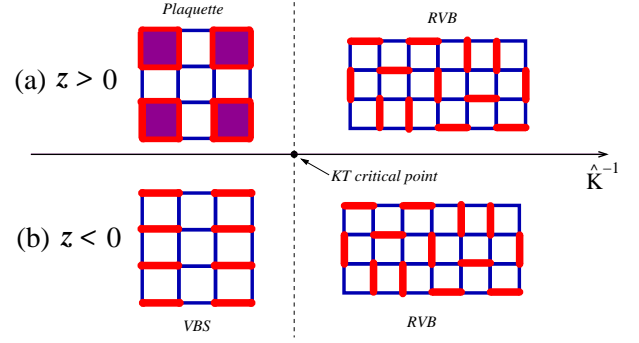 Plaquette
RVB
(a) z > 0
KT critical point
K̂⁻¹
(b) z < 0
VBS
RVB